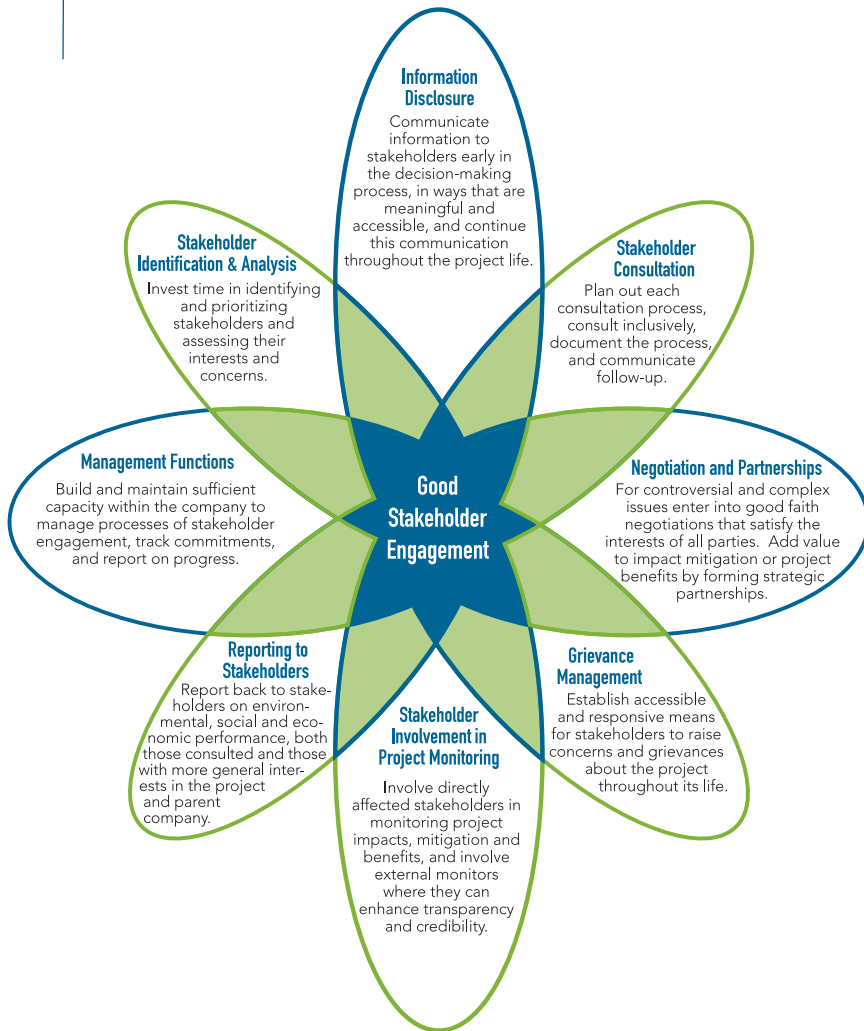 Information
Disclosure
Communicate
information to
stakeholders early in
the decision-making
process, in ways that are
meaningful and
accessible, and continue
this communication
throughout the project life.
Stakeholder
Consultation
Plan out each
consultation process,
consult inclusively,
document the process,
and communicate
follow-up.
Stakeholder
Identification & Analysis
Invest time in identifying
and prioritizing
stakeholders and
assessing their
interests and
concerns.
Management Functions
Build and maintain sufficient
capacity within the company to
manage processes of stakeholder
engagement, track commitments,
and report on progress.
Good
Stakeholder
Engagement
Negotiation and Partnerships
For controversial and complex
issues enter into good faith
negotiations that satisfy the
interests of all parties. Add value
to impact mitigation or project
benefits by forming strategic
partnerships.
Reporting to
Stakeholders
Report back to stake-
holders on environ-
mental, social and eco-
nomic performance, both
those consulted and those
with more general inter-
ests in the project
and parent
company.
Stakeholder
Involvement in
Project Monitoring
Involve directly
affected stakeholders in
monitoring project
impacts, mitigation and
benefits, and involve
external monitors
where they can
enhance transparency
and credibility.
Grievance
Management
Establish accessible
and responsive means
for stakeholders to raise
concerns and grievances
about the project
throughout its life.